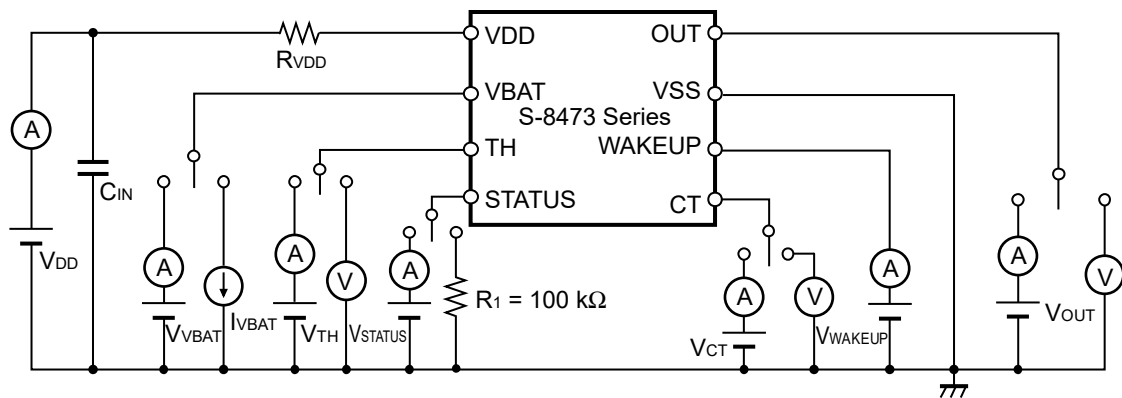 VDD
OUT
RVDD
VBAT
VSS
S-8473 Series
A
TH
WAKEUP
CIN
STATUS
CT
VDD
A
A
V
A
R1 = 100 kΩ
A
V
A
A
V
VVBAT
IVBAT
VTH
VSTATUS
VCT
VWAKEUP
VOUT